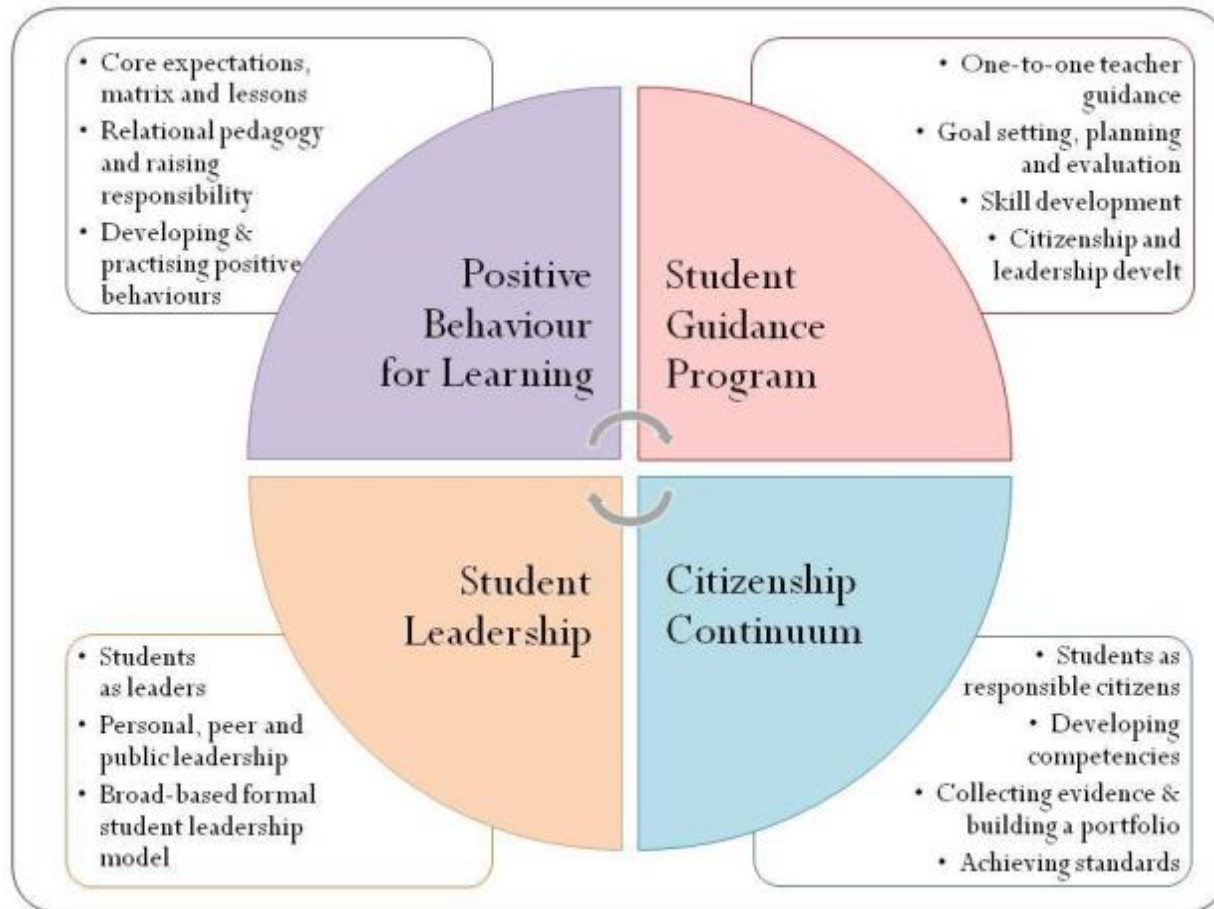 • Core expectations,
matrix and lessons
• Relational pedagogy
and raising
responsibility
• Developing &
practising positive
behaviours
Positive
Behaviour
for Learning
• One-to-one teacher
guidance
• Goal setting, planning
and evaluation
• Skill development
• Citizenship and
leadership develt
Student
Guidance
Program
Student
Leadership
• Students
as leaders
• Personal, peer and
public leadership
• Broad-based formal
student leadership
model
Citizenship
Continuum
• Students as
responsible citizens
• Developing
competencies
• Collecting evidence &
building a portfolio
• Achieving standards